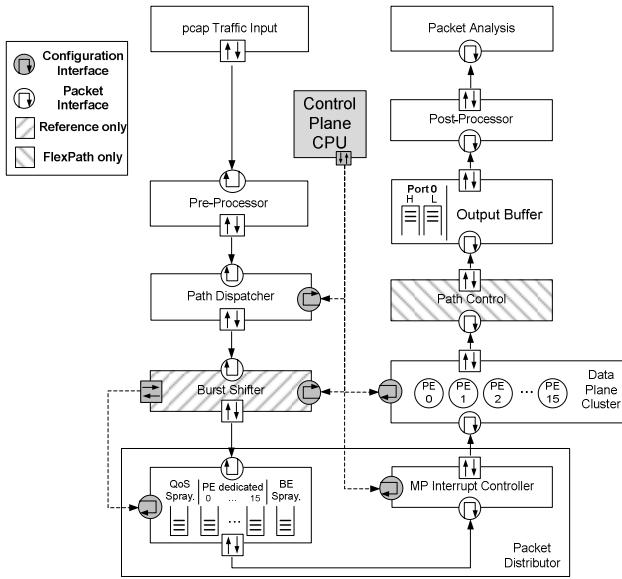 pcap Traffic Input
Packet Analysis
Configuration
Interface
Packet
Interface
Reference only
FlexPath only
Control
Plane
CPU
Post-Processor
Pre-Processor
Port 0
H L
Output Buffer
Path Dispatcher
Path Control
Burst Shifter
PE
0
PE
1
PE
2
...
PE
15
Data
Plane
Cluster
QoS
Spray.
PE dedicated
0 ... 15
BE
Spray.
...
MP Interrupt Controller
Packet
Distributor